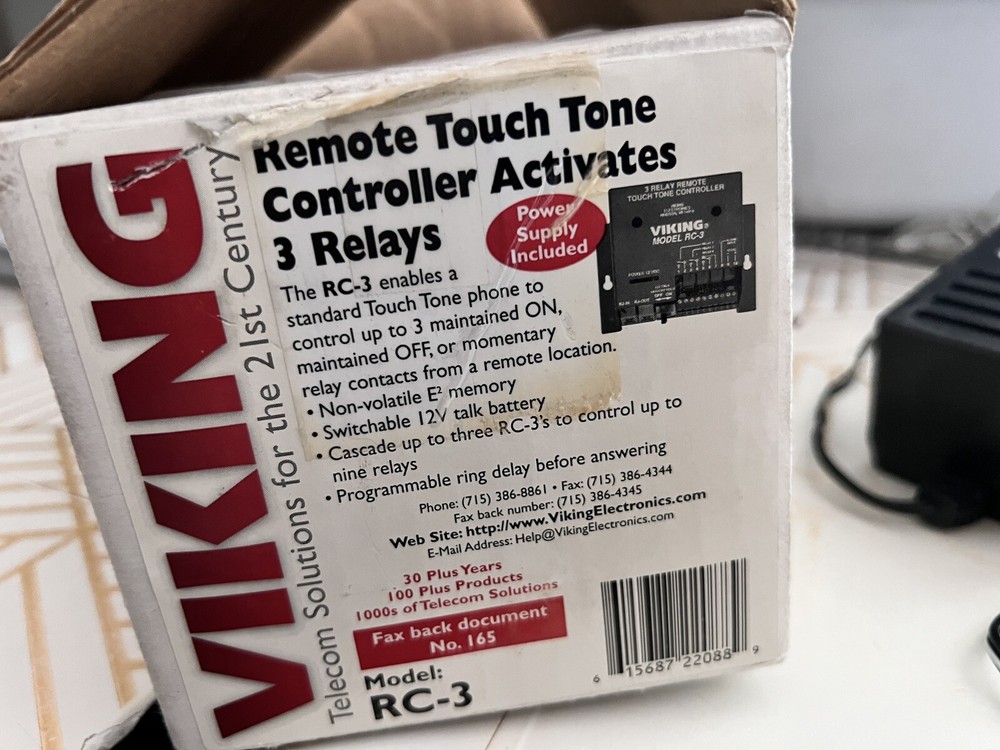 VIKING
Telecom Solutions for the 21st Century
Remote Touch Tone
Controller Activates
3 Relays
Power
Supply
Included
3 RELAY REMOTE
TOUCH TONE CONTROLLER
VIKING
MODEL RC-3
POWER 12 VDC
The RC-3 enables a
standard Touch Tone phone to
control up to 3 maintained ON,
maintained OFF, or momentary
relay contacts from a remote location.
• Non-volatile E² memory
• Switchable 12V talk battery
• Cascade up to three RC-3's to control up to
nine relays
• Programmable ring delay before answering
Phone: (715) 386-8861 • Fax: (715) 386-4344
Fax back number: (715) 386-4345
Web Site: http://www.VikingElectronics.com
E-Mail Address: Help@VikingElectronics.com
30 Plus Years
100 Plus Products
1000s of Telecom Solutions
Fax back document
No. 165
Model:
RC-3
6 15687 22088 9